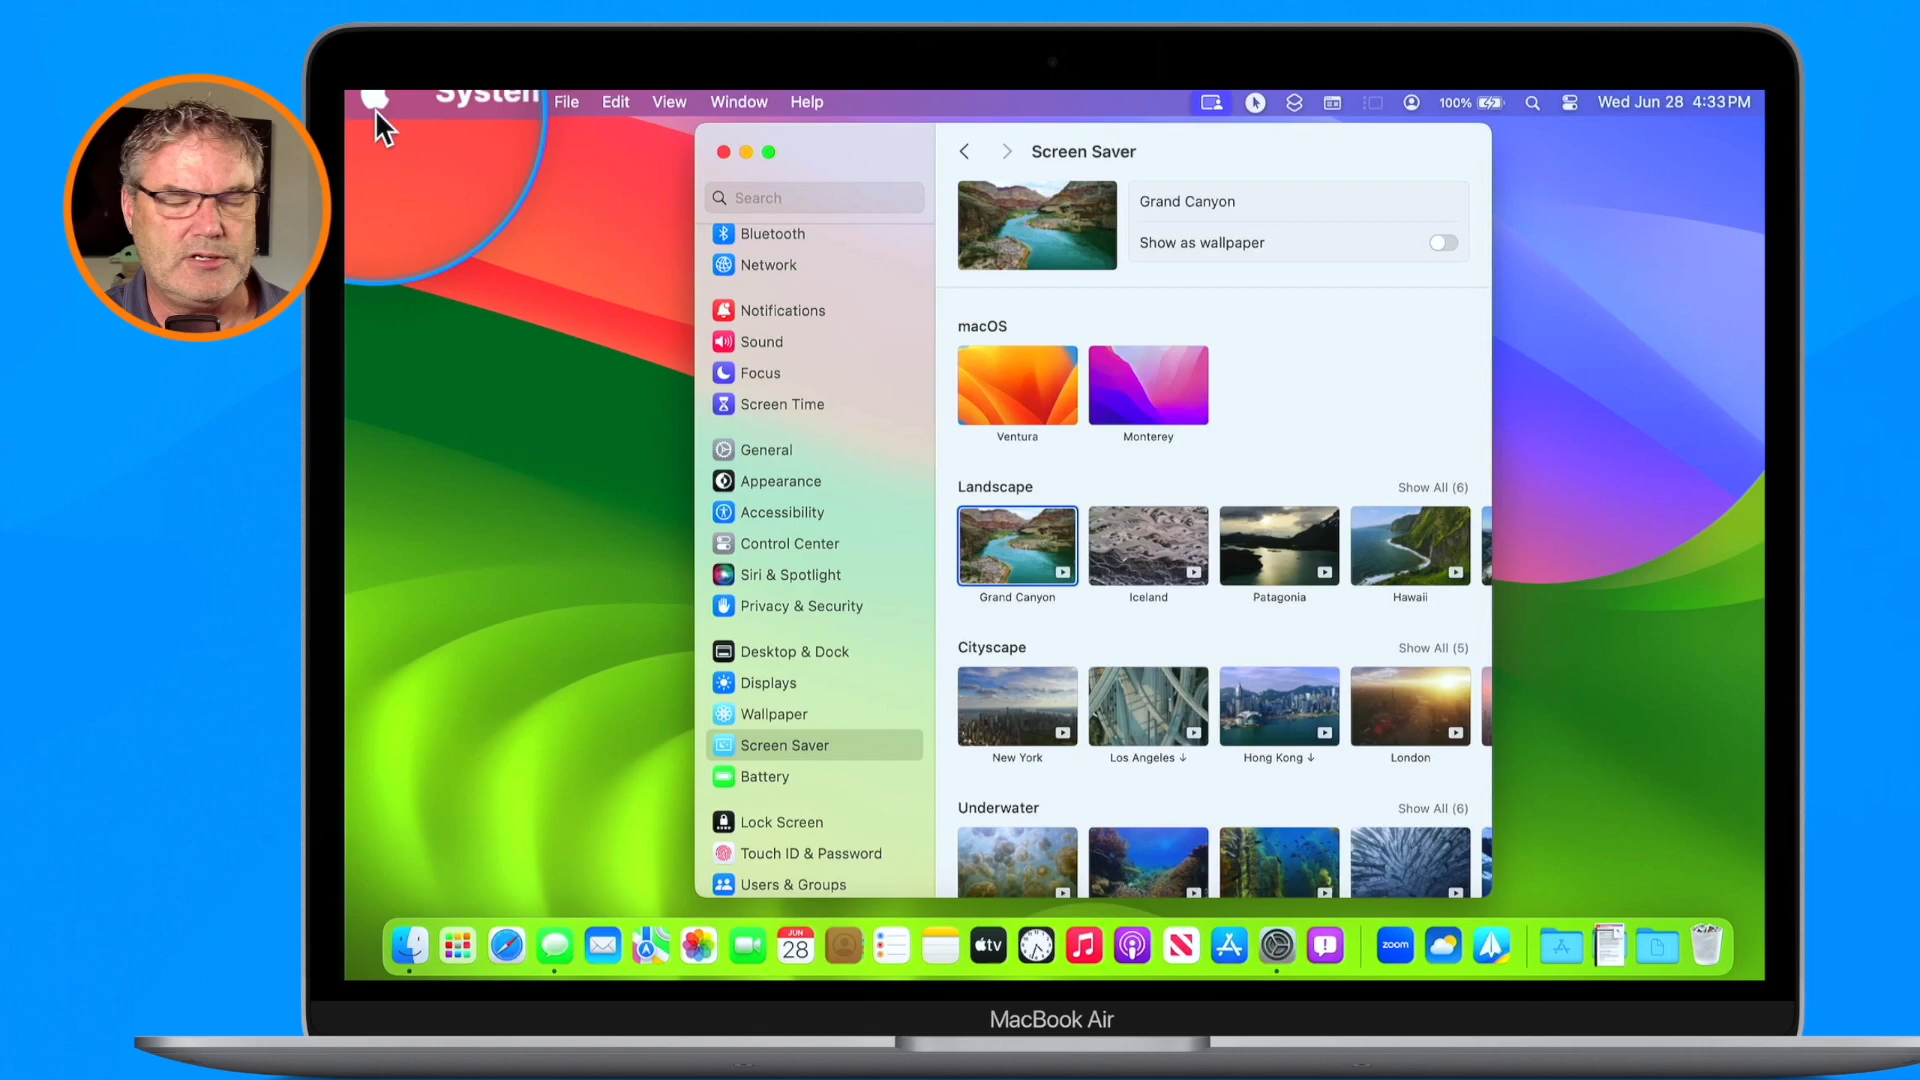 System
File Edit View Window Help
100%
Wed Jun 28 4:33 PM
Search
Bluetooth
Network
Notifications
Sound
Focus
Screen Time
General
Appearance
Accessibility
Control Center
Siri & Spotlight
Privacy & Security
Desktop & Dock
Displays
Wallpaper
Screen Saver
Battery
Lock Screen
Touch ID & Password
Users & Groups
Screen Saver
Grand Canyon
Show as wallpaper
macOS
Ventura
Monterey
Landscape
Show All (6)
Grand Canyon
Iceland
Patagonia
Hawaii
Cityscape
Show All (5)
New York
Los Angeles ↓
Hong Kong ↓
London
Underwater
Show All (6)
JUN
28
tv
zoom
MacBook Air